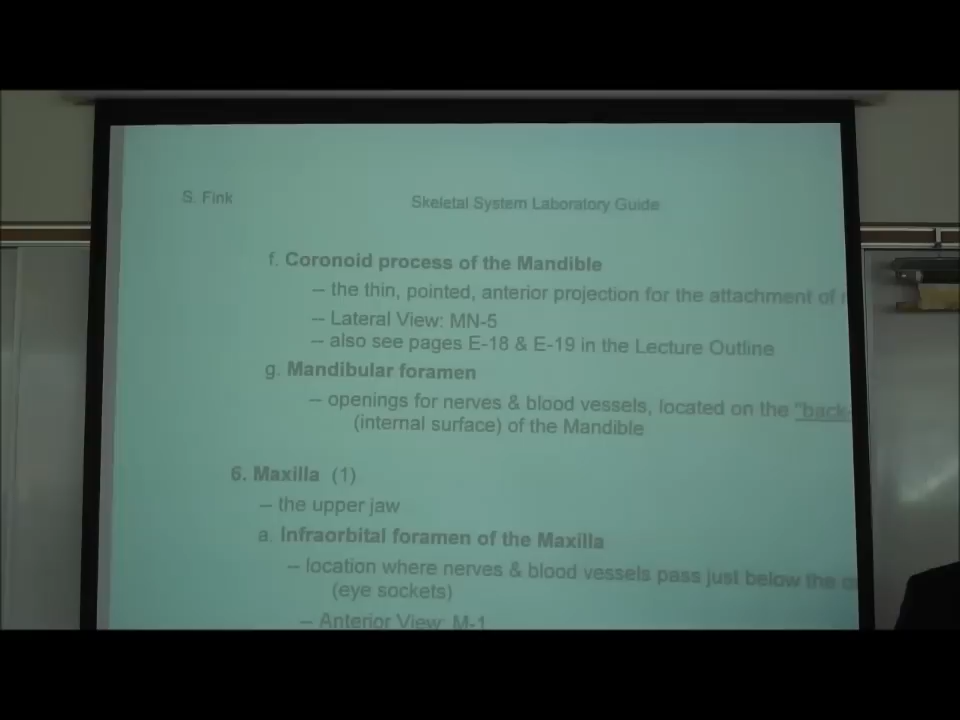 S. Fink
Skeletal System Laboratory Guide
f. Coronoid process of the Mandible
– the thin, pointed, anterior projection for the attachment of
– Lateral View: MN-5
– also see pages E-18 & E-19 in the Lecture Outline
g. Mandibular foramen
– openings for nerves & blood vessels, located on the "back
(internal surface) of the Mandible
6. Maxilla (1)
– the upper jaw
a. Infraorbital foramen of the Maxilla
– location where nerves & blood vessels pass just below the
(eye sockets)
– Anterior View: M-1